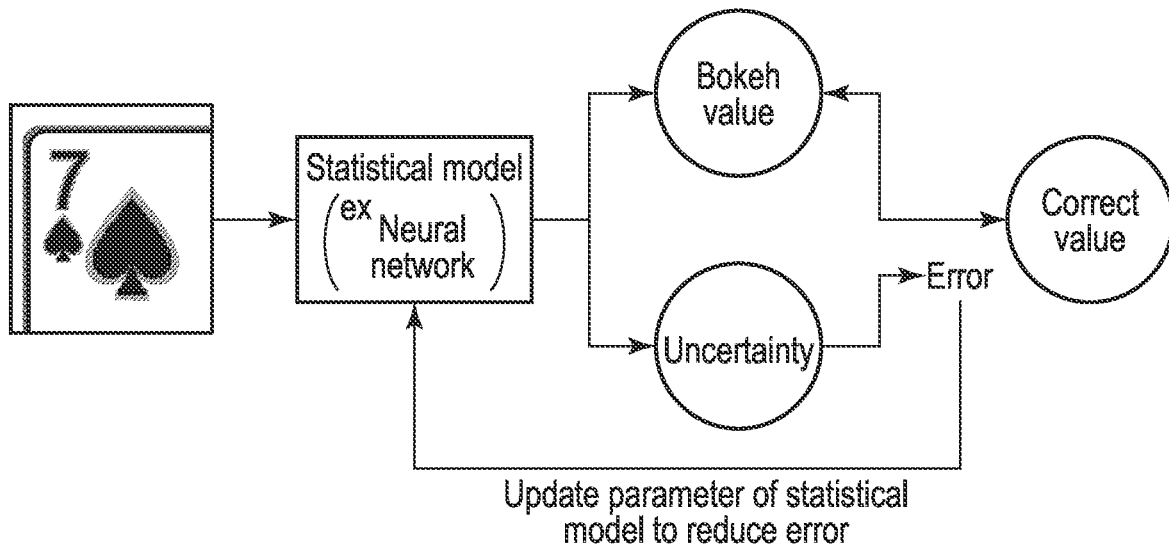 7
Statistical model
(ex Neural
network)
Bokeh
value
Uncertainty
Error
Correct
value
Update parameter of statistical
model to reduce error